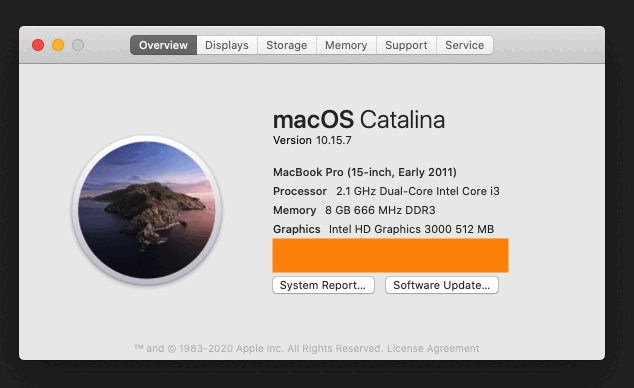 Overview Displays Storage Memory Support Service
macOS Catalina
Version 10.15.7
MacBook Pro (15-inch, Early 2011)
Processor 2.1 GHz Dual-Core Intel Core i3
Memory 8 GB 666 MHz DDR3
Graphics Intel HD Graphics 3000 512 MB
System Report... Software Update...
™ and © 1983-2020 Apple Inc. All Rights Reserved. License Agreement